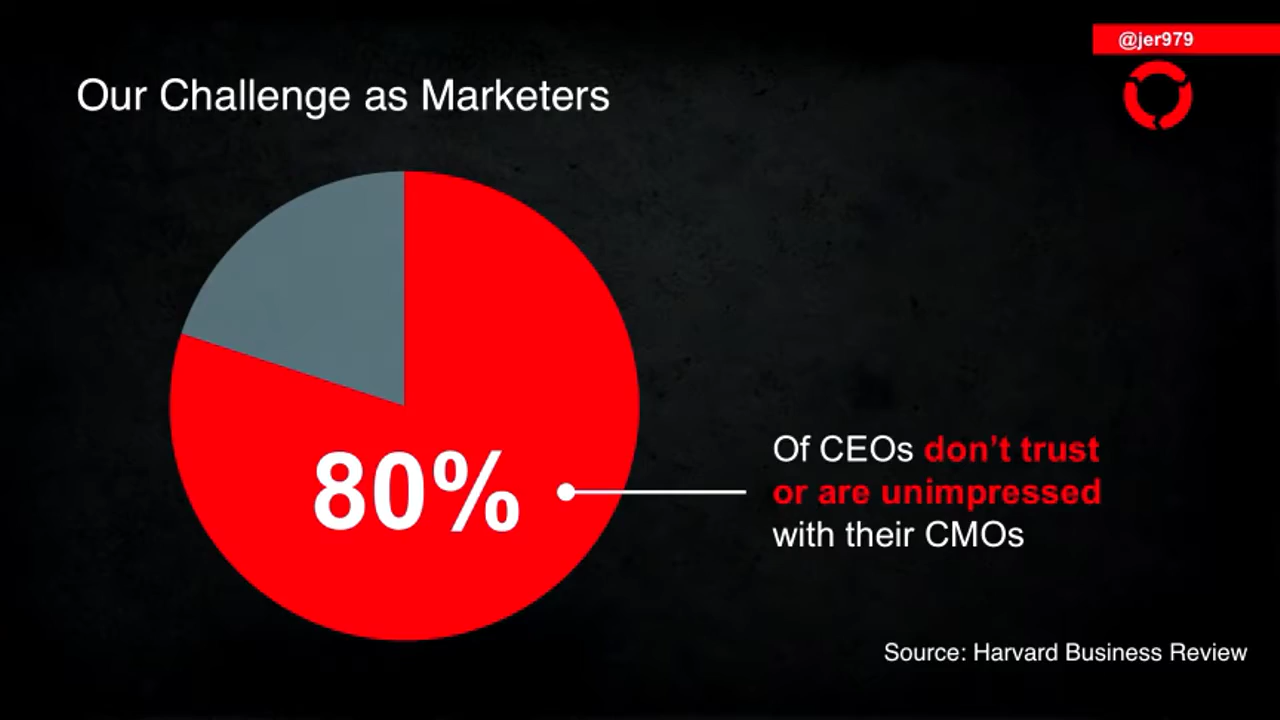 @jer979
Our Challenge as Marketers
80%
Of CEOs don't trust
or are unimpressed
with their CMOs
Source: Harvard Business Review